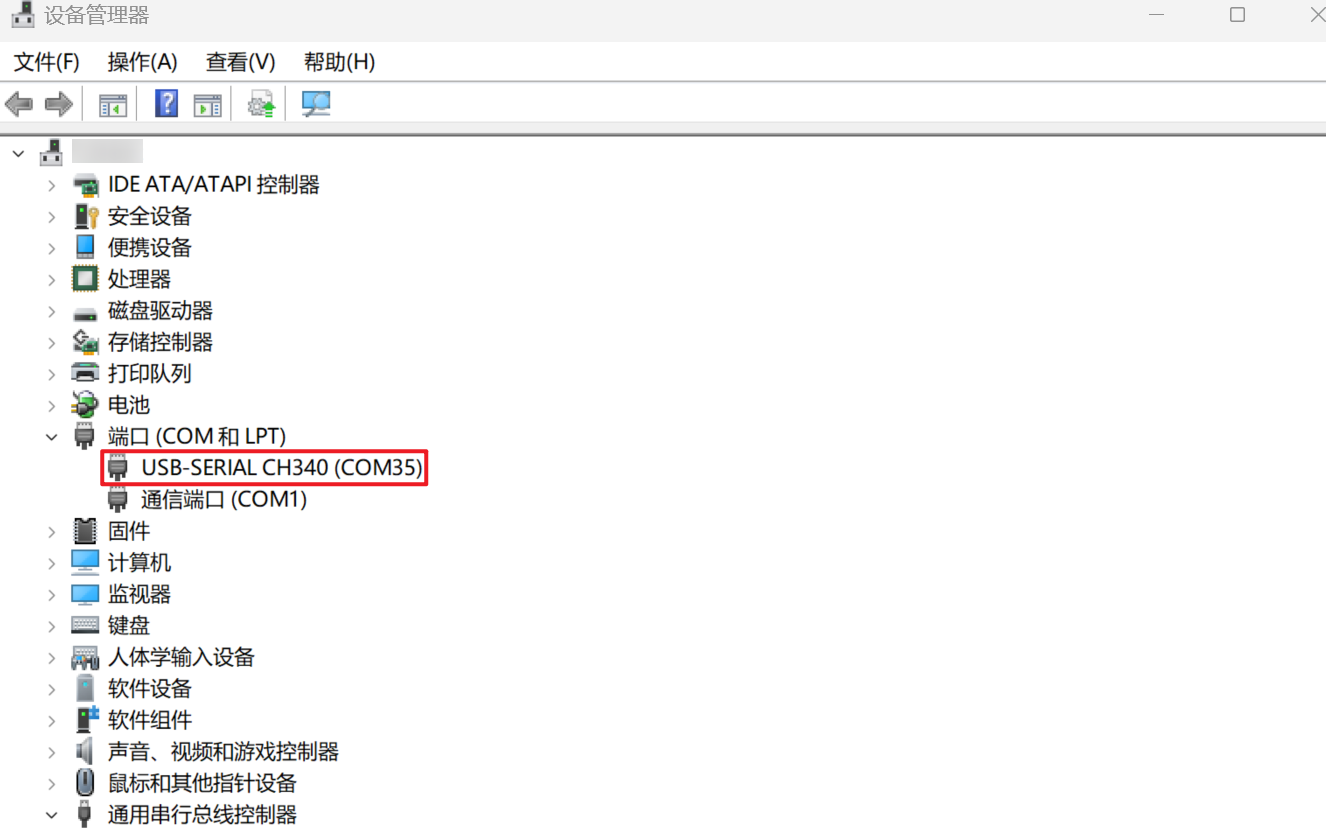 设备管理器
文件(F) 操作(A) 查看(V) 帮助(H)
IDE ATA/ATAPI 控制器
安全设备
便携设备
处理器
磁盘驱动器
存储控制器
打印队列
电池
端口 (COM 和 LPT)
USB-SERIAL CH340 (COM35)
通信端口 (COM1)
固件
计算机
监视器
键盘
人体学输入设备
软件设备
软件组件
声音、视频和游戏控制器
鼠标和其他指针设备
通用串行总线控制器